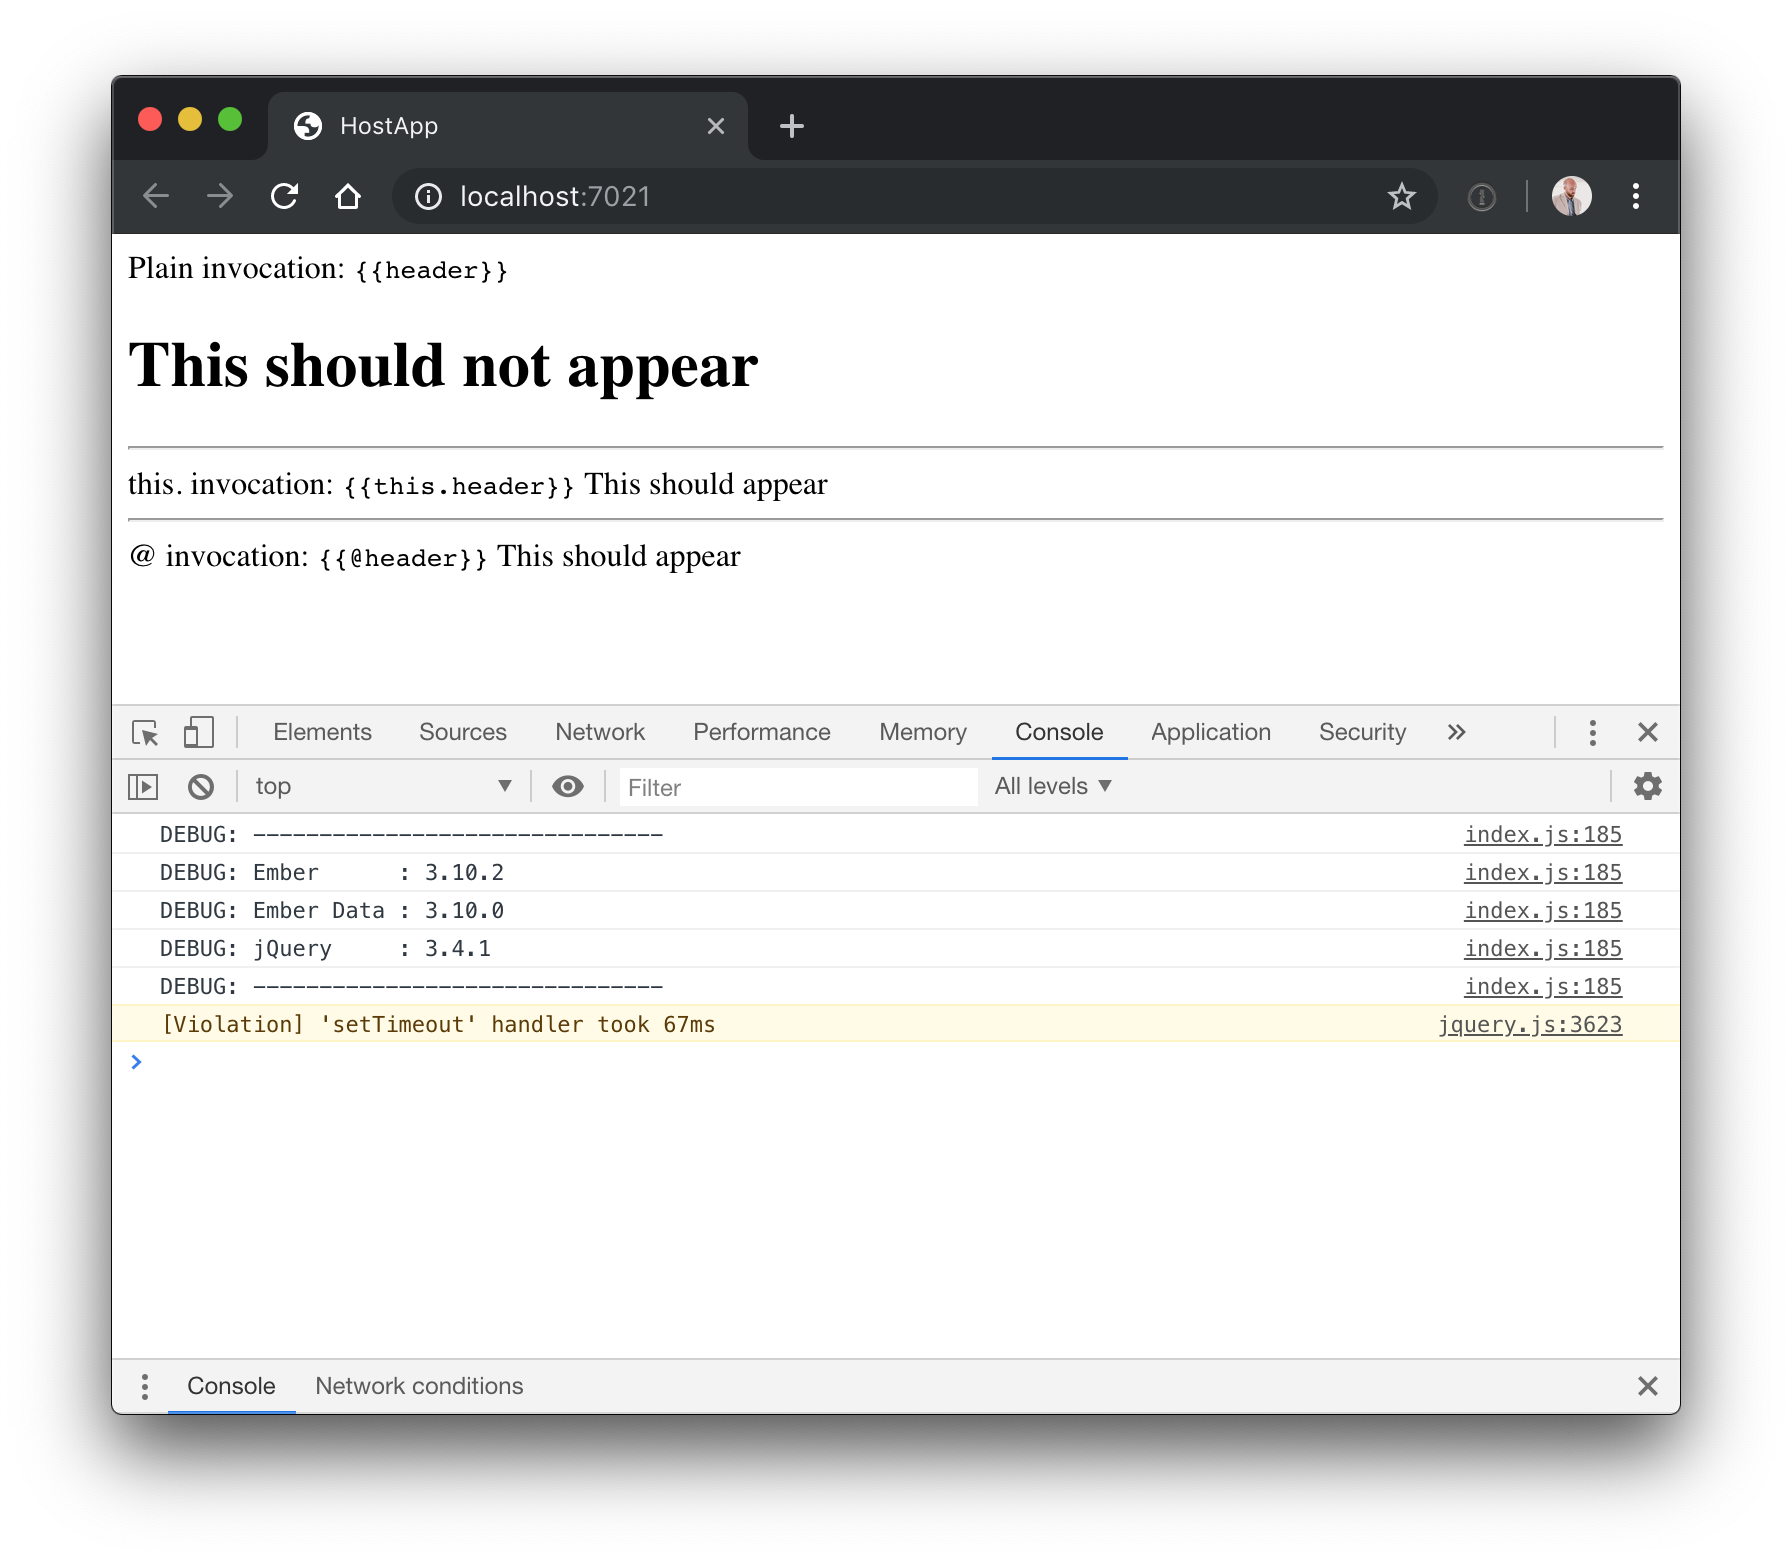 HostApp
localhost:7021
Plain invocation: {{header}}
This should not appear
this. invocation: {{this.header}} This should appear
@ invocation: {{@header}} This should appear
Elements Sources Network Performance Memory Console Application Security
top Filter All levels
DEBUG: ------------------------------- index.js:185
DEBUG: Ember      : 3.10.2 index.js:185
DEBUG: Ember Data : 3.10.0 index.js:185
DEBUG: jQuery     : 3.4.1 index.js:185
DEBUG: ------------------------------- index.js:185
[Violation] 'setTimeout' handler took 67ms jquery.js:3623
Console Network conditions